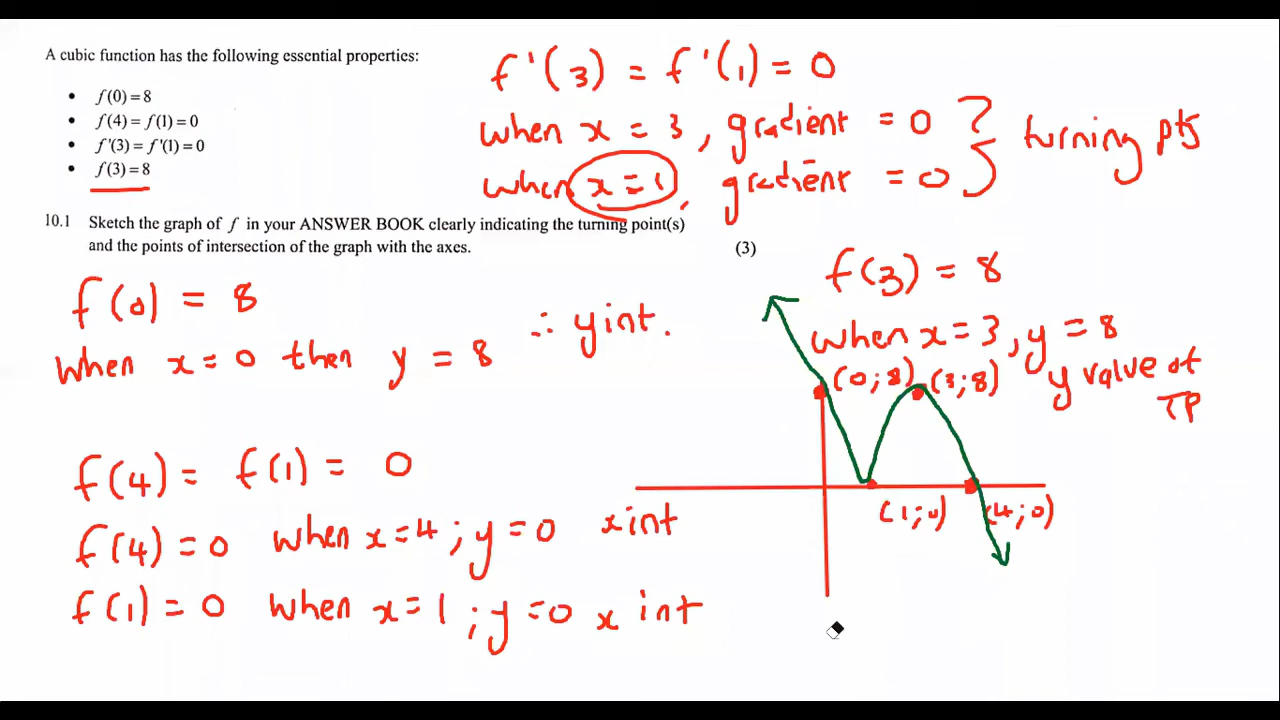 A cubic function has the following essential properties:
• f(0) = 8
• f(4) = f(1) = 0
• f'(3) = f'(1) = 0
• f(3) = 8
f'(3) = f'(1) = 0
when x = 3, gradient = 0
when x = 1, gradient = 0
turning pts
10.1 Sketch the graph of f in your ANSWER BOOK clearly indicating the turning point(s)
and the points of intersection of the graph with the axes. (3)
f(0) = 8
when x = 0 then y = 8 ∴ y int.
f(4) = f(1) = 0
f(4) = 0 when x = 4 ; y = 0 x int
f(1) = 0 when x = 1 ; y = 0 x int
f(3) = 8
when x = 3, y = 8
y value of
TP
(0;8) (3;8)
(1;0) (4;0)